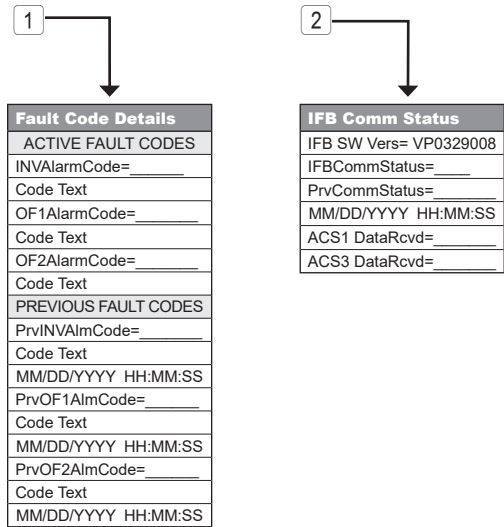 1
Fault Code Details
ACTIVE FAULT CODES
INVAlarmCode=______
Code Text
OF1AlarmCode=_______
Code Text
OF2AlarmCode=_______
Code Text
PREVIOUS FAULT CODES
PrvINVAlmCode=_______
Code Text
MM/DD/YYYY HH:MM:SS
PrvOF1AlmCode=______
Code Text
MM/DD/YYYY HH:MM:SS
PrvOF2AlmCode=______
Code Text
MM/DD/YYYY HH:MM:SS
2
IFB Comm Status
IFB SW Vers= VP0329008
IFBCommStatus=____
PrvCommStatus=_______
MM/DD/YYYY HH:MM:SS
ACS1 DataRcvd=_______
ACS3 DataRcvd=_______